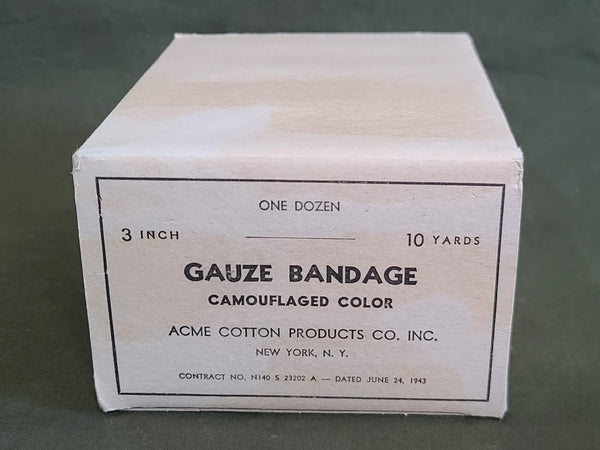 ONE DOZEN
3 INCH 10 YARDS
GAUZE BANDAGE
CAMOUFLAGED COLOR
ACME COTTON PRODUCTS CO. INC.
NEW YORK, N. Y.
CONTRACT NO. N140 S 23202 A — DATED JUNE 24, 1943